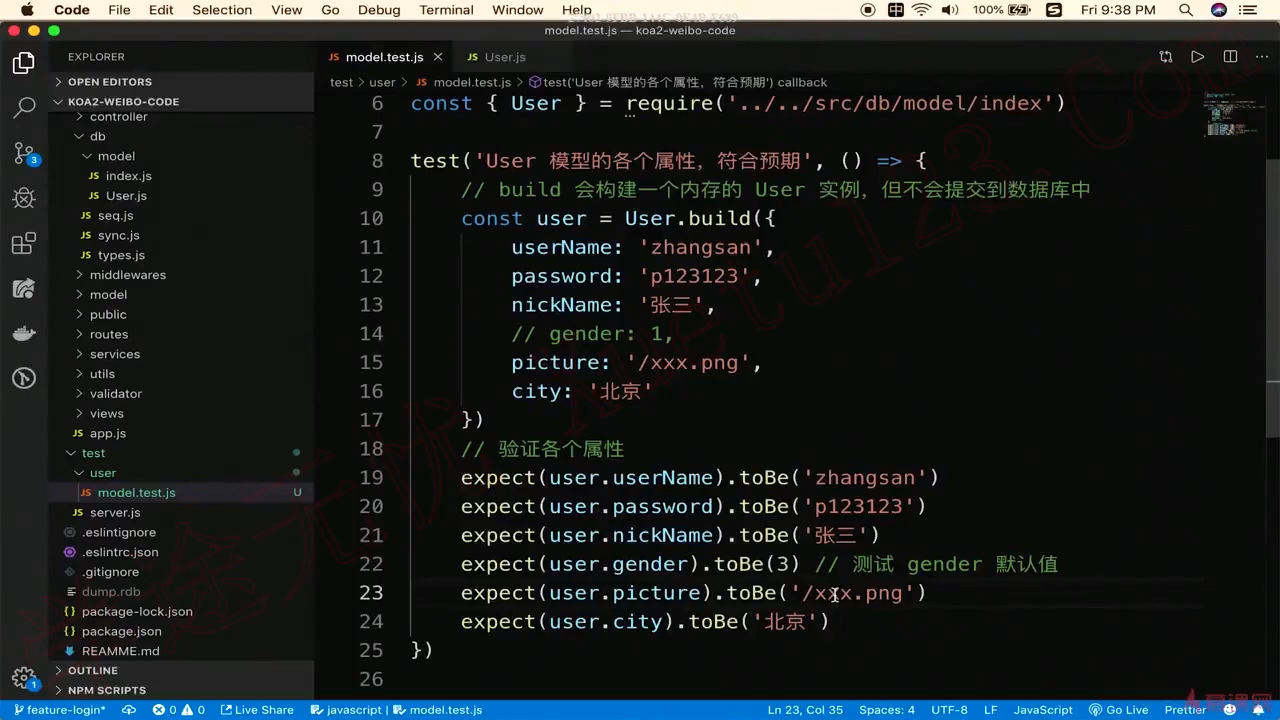 Code File Edit Selection View Go Debug Terminal Window Help 100% Fri 9:38 PM
model.test.js — koa2-weibo-code
EXPLORER
OPEN EDITORS
KOA2-WEIBO-CODE
controller
db
model
index.js
User.js
seq.js
sync.js
types.js
middlewares
model
public
routes
services
utils
validator
views
app.js
test
user
model.test.js U
server.js
.eslintignore
.eslintrc.json
.gitignore
dump.rdb
package-lock.json
package.json
REAMME.md
OUTLINE
NPM SCRIPTS
3
1
model.test.js User.js
test > user > JS model.test.js > test('User 模型的各个属性，符合预期') callback
6 const { User } = require('../../src/db/model/index')
7
8 test('User 模型的各个属性，符合预期', () => {
9 // build 会构建一个内存的 User 实例，但不会提交到数据库中
10 const user = User.build({
11 userName: 'zhangsan',
12 password: 'p123123',
13 nickName: '张三',
14 // gender: 1,
15 picture: '/xxx.png',
16 city: '北京'
17 })
18 // 验证各个属性
19 expect(user.userName).toBe('zhangsan')
20 expect(user.password).toBe('p123123')
21 expect(user.nickName).toBe('张三')
22 expect(user.gender).toBe(3) // 测试 gender 默认值
23 expect(user.picture).toBe('/xxx.png')
24 expect(user.city).toBe('北京')
25 })
26
feature-login* 0 0 Live Share javascript | model.test.js Ln 23, Col 35 Spaces: 4 UTF-8 LF JavaScript Go Live Prettier